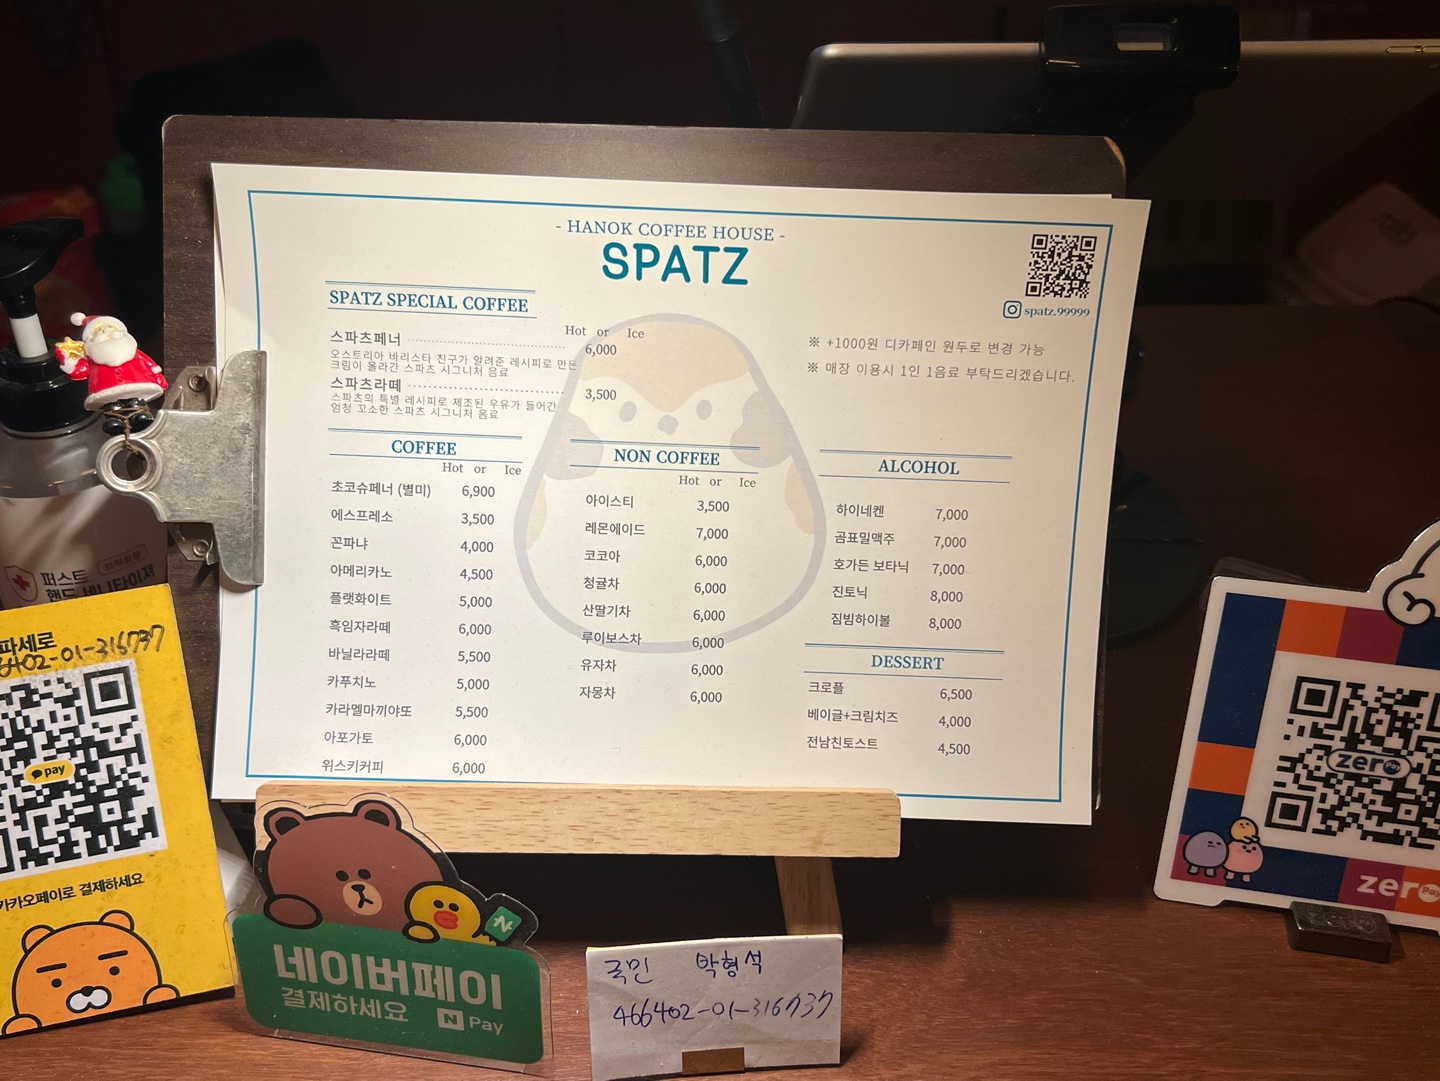 - HANOK COFFEE HOUSE -
SPATZ
spatz.99999
SPATZ SPECIAL COFFEE
Hot or Ice
스파츠페너 6,000
오스트리아 바리스타 친구가 알려준 레시피로 만든
크림이 올라간 스파츠 시그니처 음료
스파츠라떼 3,500
스파츠의 특별 레시피로 제조된 우유가 들어간
엄청 꼬소한 스파츠 시그니처 음료
※ +1000원 디카페인 원두로 변경 가능
※ 매장 이용시 1인 1음료 부탁드리겠습니다.
COFFEE
Hot or Ice
초코슈페너 (별미) 6,900
에스프레소 3,500
꼰파냐 4,000
아메리카노 4,500
플랫화이트 5,000
흑임자라떼 6,000
바닐라라떼 5,500
카푸치노 5,000
카라멜마끼야또 5,500
아포가토 6,000
위스키커피 6,000
NON COFFEE
Hot or Ice
아이스티 3,500
레몬에이드 7,000
코코아 6,000
청귤차 6,000
산딸기차 6,000
루이보스차 6,000
유자차 6,000
자몽차 6,000
ALCOHOL
하이네켄 7,000
곰표밀맥주 7,000
호가든 보타닉 7,000
진토닉 8,000
짐빔하이볼 8,000
DESSERT
크로플 6,500
베이글+크림치즈 4,000
전남친토스트 4,500
퍼스트
핸드 새니타이저
파세로
6402-01-316737
pay
카카오페이로 결제하세요
네이버페이
결제하세요
N Pay
국민 박형석
466402-01-316737
zero Pay
zero Pay